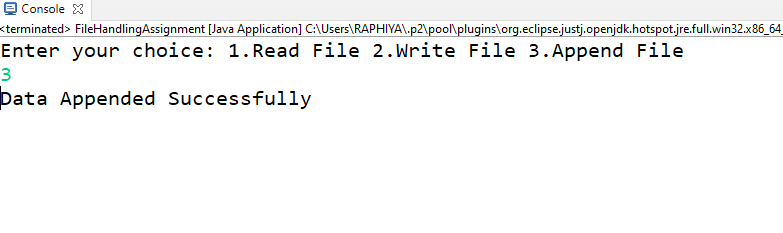 Console
<terminated> FileHandlingAssignment [Java Application] C:\Users\RAPHIYA\.p2\pool\plugins\org.eclipse.justj.openjdk.hotspot.jre.full.win32.x86_64_
Enter your choice: 1.Read File 2.Write File 3.Append File
3
Data Appended Successfully